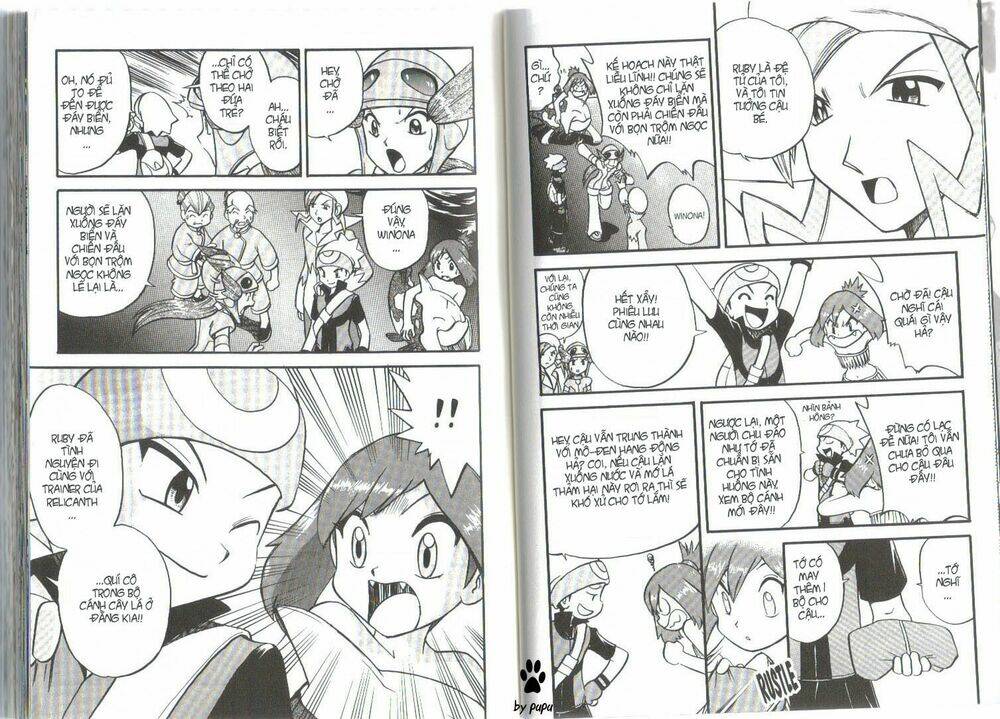 HEY,
CHỜ
ĐÃ
...
AH...
CHÁU
BIẾT
RỒI.
...CHỈ CÓ
THỂ CHỞ
THEO HAI
ĐỨA
TRẺ?
OH, NÓ ĐỦ
TO ĐỂ
ĐẾN ĐƯỢC
ĐÁY BIỂN,
NHƯNG
...
ĐÚNG
VẬY,
WINONA
NGƯỜI SẼ LẶN
XUỐNG ĐÁY
BIỂN VÀ
CHIẾN ĐẤU
VỚI BỌN TRỘM
NGỌC KHÔNG
LẼ LẠI LÀ...
!!
RUBY ĐÃ
TÌNH
NGUYỆN ĐI
CÙNG VỚI
TRAINER CỦA
RELICANTH
...
...QUÍ CÔ
TRONG BỘ
CÁNH CÂY LÁ Ở
ĐẰNG KIA!!
RUBY LÀ ĐỆ
TỬ CỦA TÔI,
VÀ TÔI TIN
TƯỞNG CẬU
BÉ.
KẾ HOẠCH NÀY THẬT
LIỀU LĨNH!! CHÚNG SẼ
KHÔNG CHỈ LẶN
XUỐNG ĐÁY BIỂN MÀ
CÒN PHẢI CHIẾN ĐẤU
VỚI BỌN TRỘM NGỌC
NỮA!!
GÌ...
CHỨ
?
WINONA!
CHỜ ĐÃ! CẬU
NGHĨ CÁI
QUÁI GÌ VẬY
HẢ?
HẾT XẨY!
PHIÊU LƯU
CÙNG NHAU
NÀO!!
VỚI LẠI,
CHÚNG TA
CŨNG
KHÔNG
CÒN NHIỀU
THỜI GIAN!
ĐỪNG CÓ LẠC
ĐỀ NỮA! TÔI VẪN
CHƯA BỎ QUA
CHO CẬU ĐÂU
ĐẤY!!
NHÌN BẢNH
HÔNG?
NGƯỢC LẠI, MỘT
NGƯỜI CHU ĐÁO
NHƯ TỚ ĐÃ
CHUẨN BỊ SẴN
CHO TÌNH
HUỐNG NÀY,
XEM BỘ CÁNH
MỚI ĐÂY!!
HEY, CẬU VẪN TRUNG THÀNH
VỚI MỐ-ĐEN HANG ĐỘNG
HẢ? COI, NẾU CẬU LẶN
XUỐNG NƯỚC VÀ MỚ LÁ
THẢM HẠI NÀY RƠI RA THÌ SẼ
KHÓ XỬ CHO TỚ LẮM!
...TỚ
NGHĨ
TỚ CÓ
MAY THÊM 1
BỘ CHO
CẬU...
RUSTLE
by papu